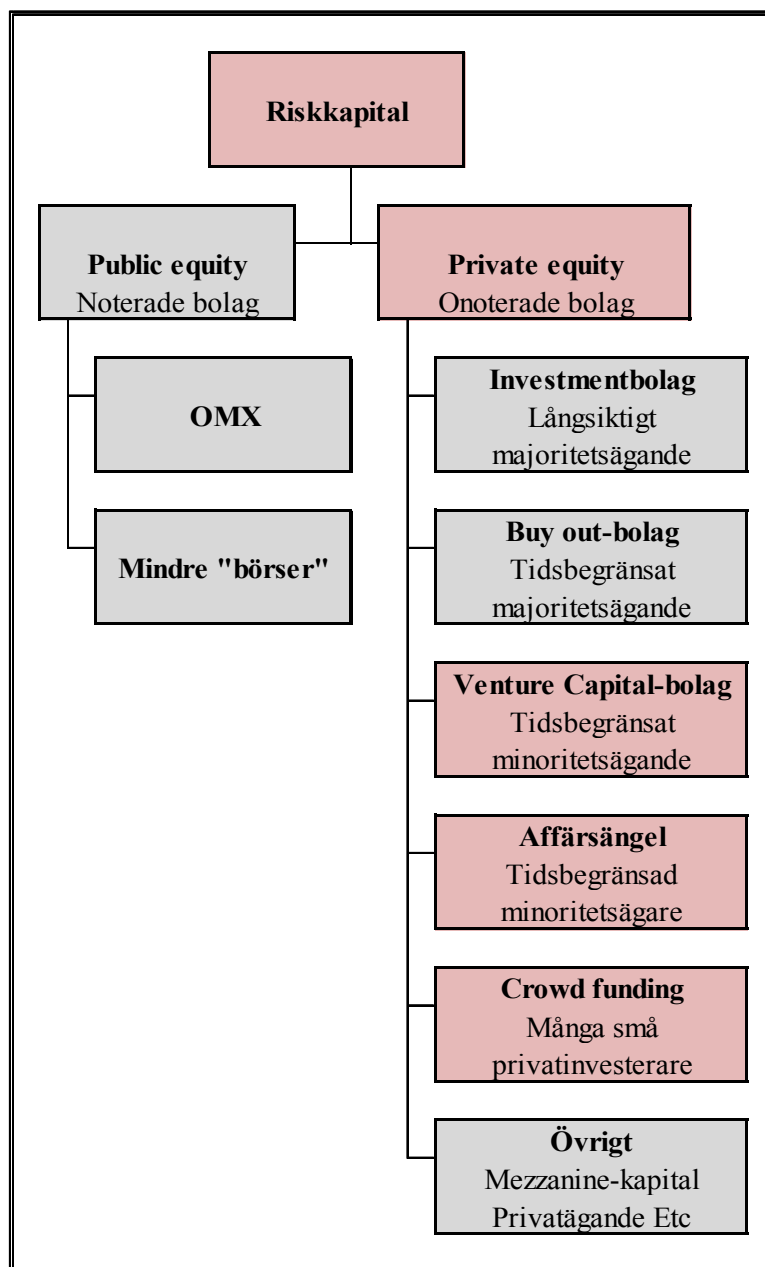 Riskkapital
Public equity
Noterade bolag
Private equity
Onoterade bolag
OMX
Mindre "börser"
Investmentbolag
Långsiktigt
majoritetsägande
Buy out-bolag
Tidsbegränsat
majoritetsägande
Venture Capital-bolag
Tidsbegränsat
minoritetsägande
Affärsängel
Tidsbegränsad
minoritetsägare
Crowd funding
Många små
privatinvesterare
Övrigt
Mezzanine-kapital
Privatägande Etc